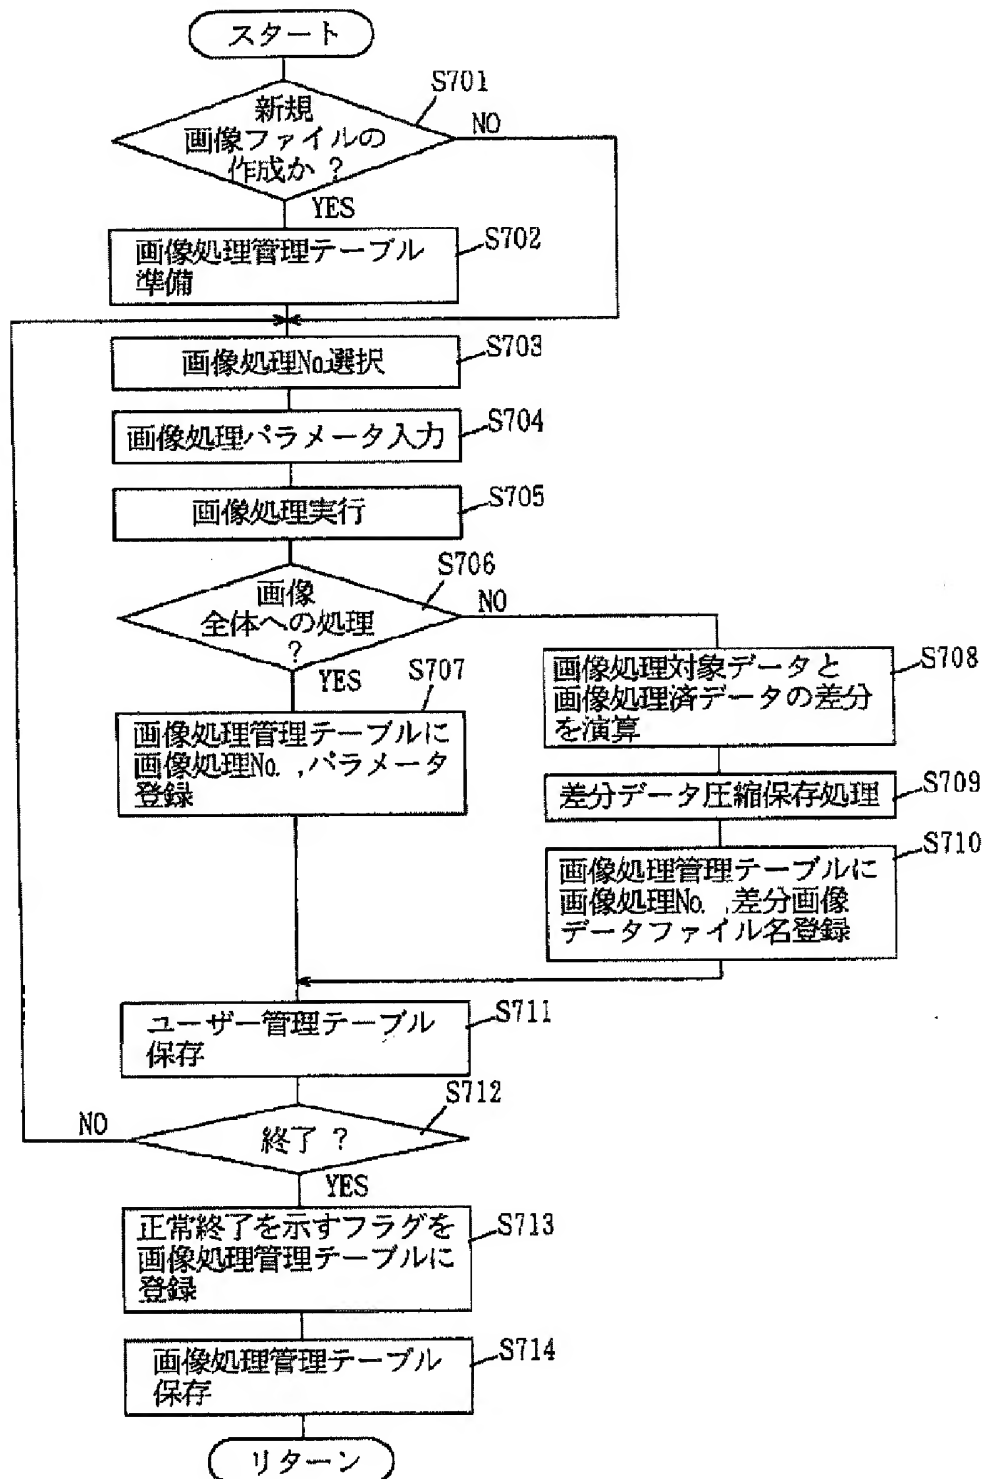 スタート
S701
新規
画像ファイルの
作成か？
NO
YES
S702
画像処理管理テーブル
準備
S703
画像処理No.選択
S704
画像処理パラメータ入力
S705
画像処理実行
S706
画像
全体への処理
？
NO
YES
S707
画像処理管理テーブルに
画像処理No.,パラメータ
登録
S708
画像処理対象データと
画像処理済データの差分
を演算
S709
差分データ圧縮保存処理
S710
画像処理管理テーブルに
画像処理No.,差分画像
データファイル名登録
S711
ユーザー管理テーブル
保存
S712
NO
終了？
YES
S713
正常終了を示すフラグを
画像処理管理テーブルに
登録
S714
画像処理管理テーブル
保存
リターン